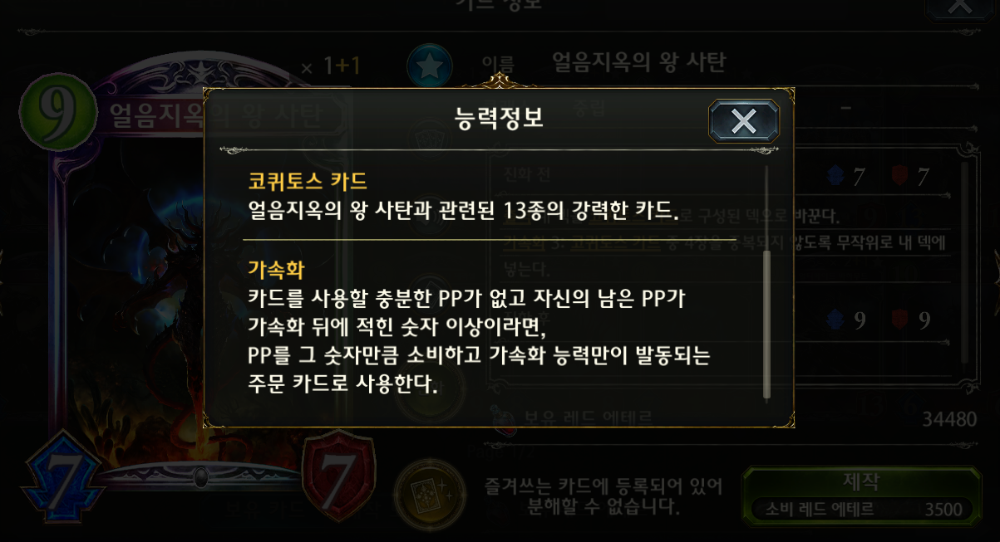 카드 정보
× 1+1
이름
얼음지옥의 왕 사탄
9
얼음지옥의 왕 사탄
중립
–
능력정보
진화 전
7
7
코퀴토스 카드
얼음지옥의 왕 사탄과 관련된 13종의 강력한 카드.
로 구성된 덱으로 바꾼다.
가속화 3: 코퀴토스 카드 중 4장을 중복되지 않도록 무작위로 내 덱에
넣는다.
가속화
카드를 사용할 충분한 PP가 없고 자신의 남은 PP가
가속화 뒤에 적힌 숫자 이상이라면,
PP를 그 숫자만큼 소비하고 가속화 능력만이 발동되는
주문 카드로 사용한다.
9
9
보유 레드 에테르
34480
7
7
즐겨쓰는 카드에 등록되어 있어
분해할 수 없습니다.
제작
소비 레드 에테르
3500